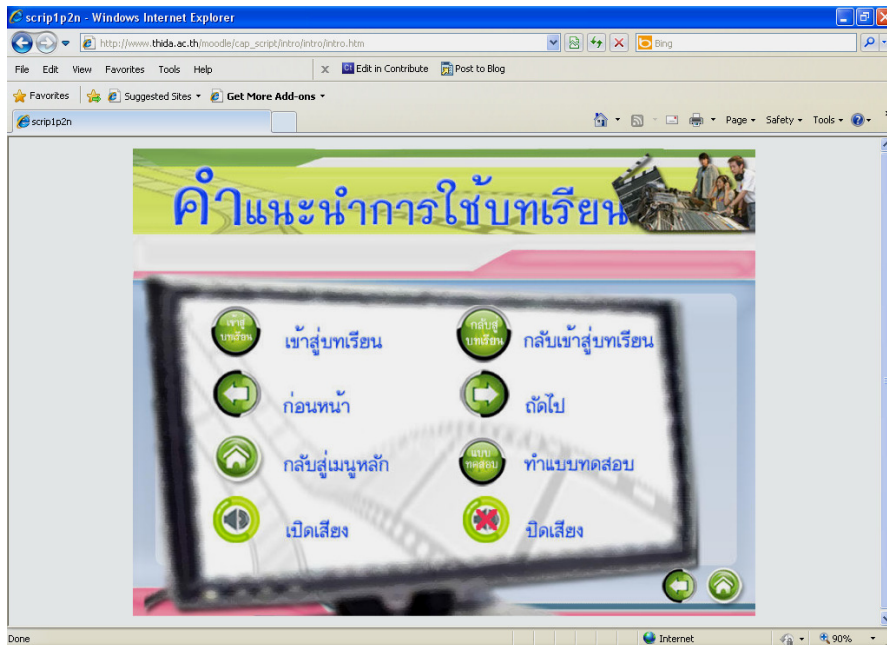 scrip1p2n - Windows Internet Explorer
http://www.thida.ac.th/moodle/cap_script/intro/intro/intro.htm
Bing
File Edit View Favorites Tools Help
x Edit in Contribute Post to Blog
Favorites Suggested Sites Get More Add-ons
scrip1p2n
Page Safety Tools
คำแนะนำการใช้บทเรียน
เข้าสู่
บทเรียน
เข้าสู่บทเรียน
กลับสู่
บทเรียน
กลับเข้าสู่บทเรียน
ก่อนหน้า
ถัดไป
กลับสู่เมนูหลัก
แบบ
ทดสอบ
ทำแบบทดสอบ
เปิดเสียง
ปิดเสียง
Done
Internet
90%